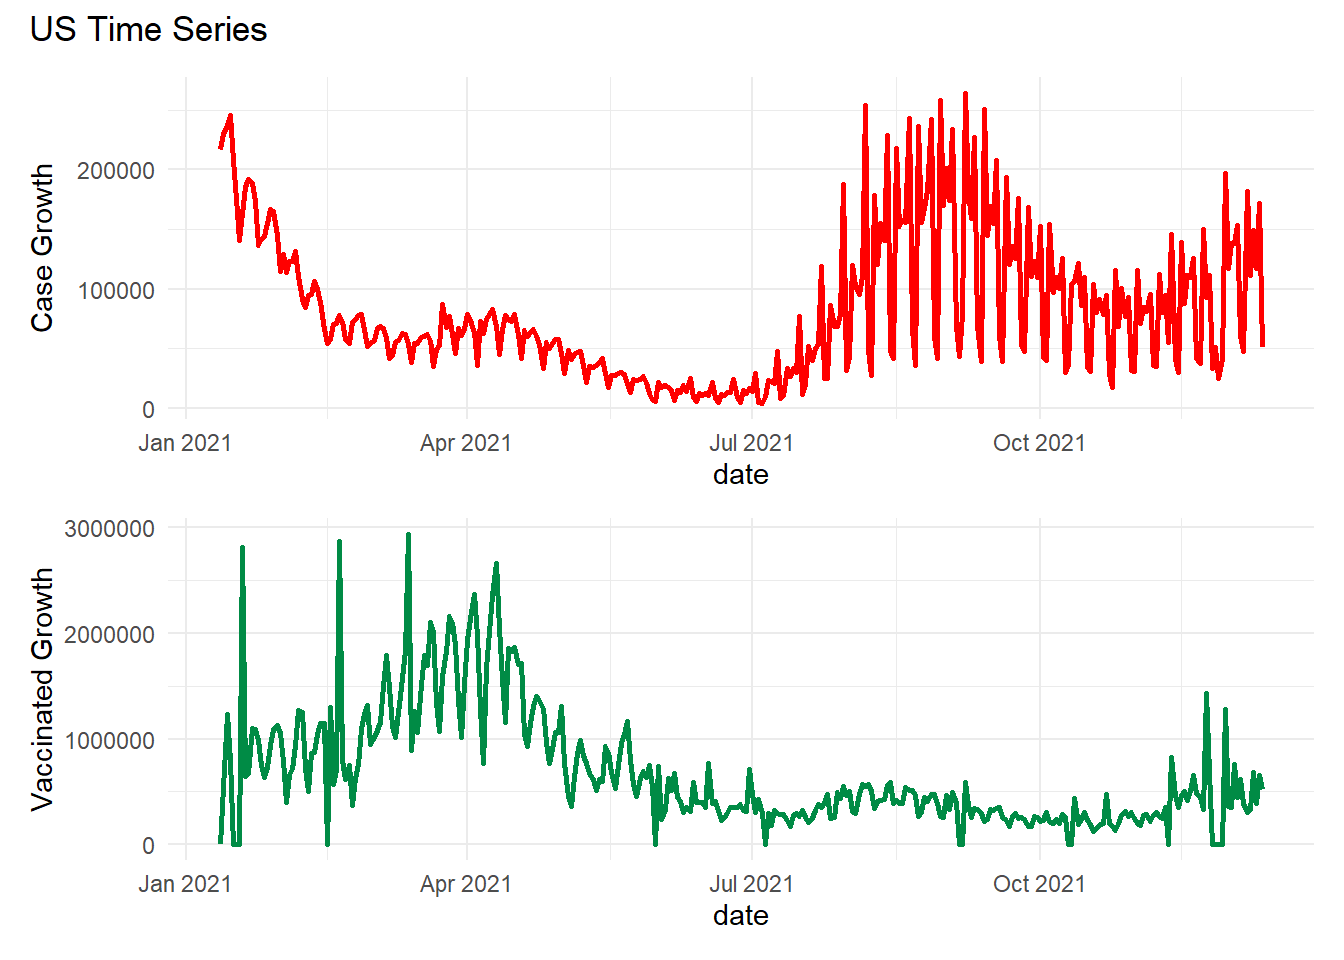 US Time Series
Case Growth
200000
100000
0
Jan 2021 Apr 2021 Jul 2021 Oct 2021
date
Vaccinated Growth
3000000
2000000
1000000
0
Jan 2021 Apr 2021 Jul 2021 Oct 2021
date